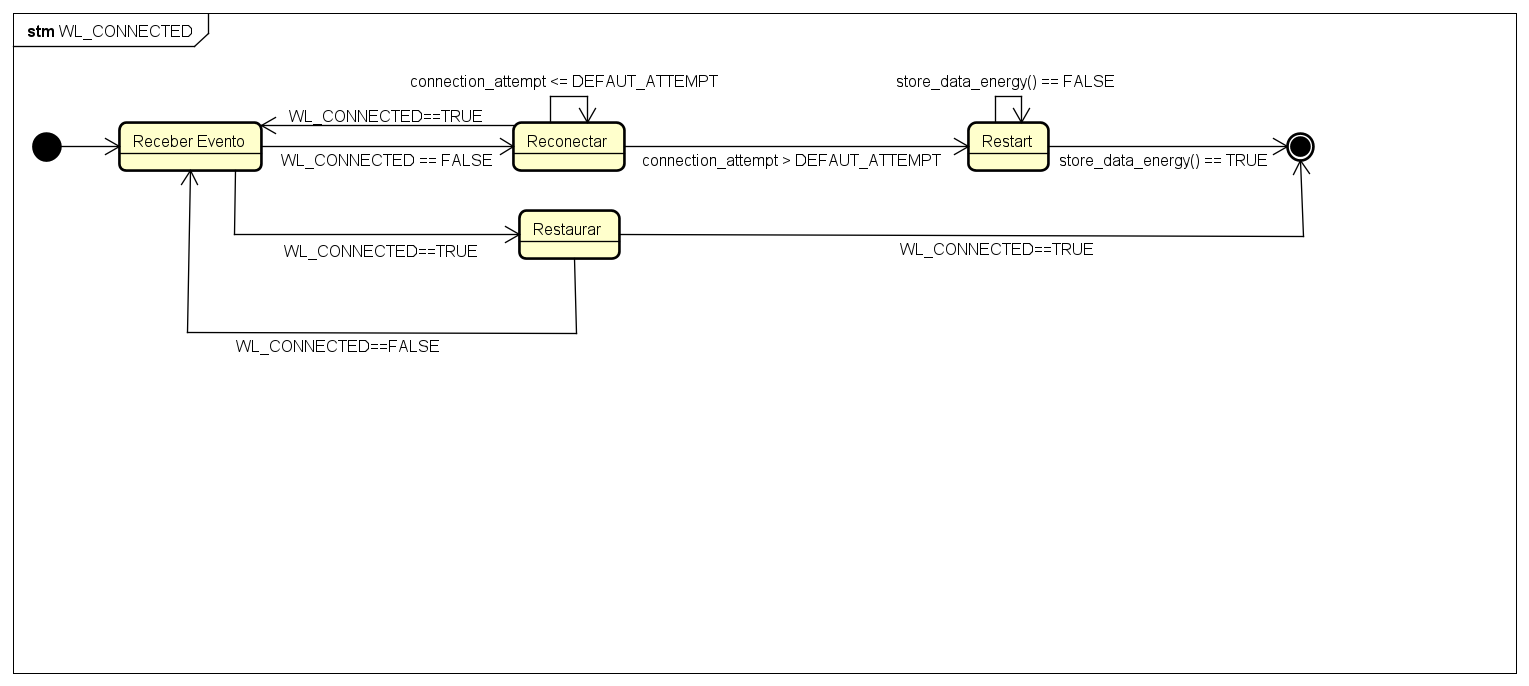 stm WL_CONNECTED
connection_attempt <= DEFAUT_ATTEMPT
store_data_energy() == FALSE
WL_CONNECTED==TRUE
Receber Evento
Reconectar
Restart
WL_CONNECTED == FALSE
connection_attempt > DEFAUT_ATTEMPT
store_data_energy() == TRUE
Restaurar
WL_CONNECTED==TRUE
WL_CONNECTED==TRUE
WL_CONNECTED==FALSE